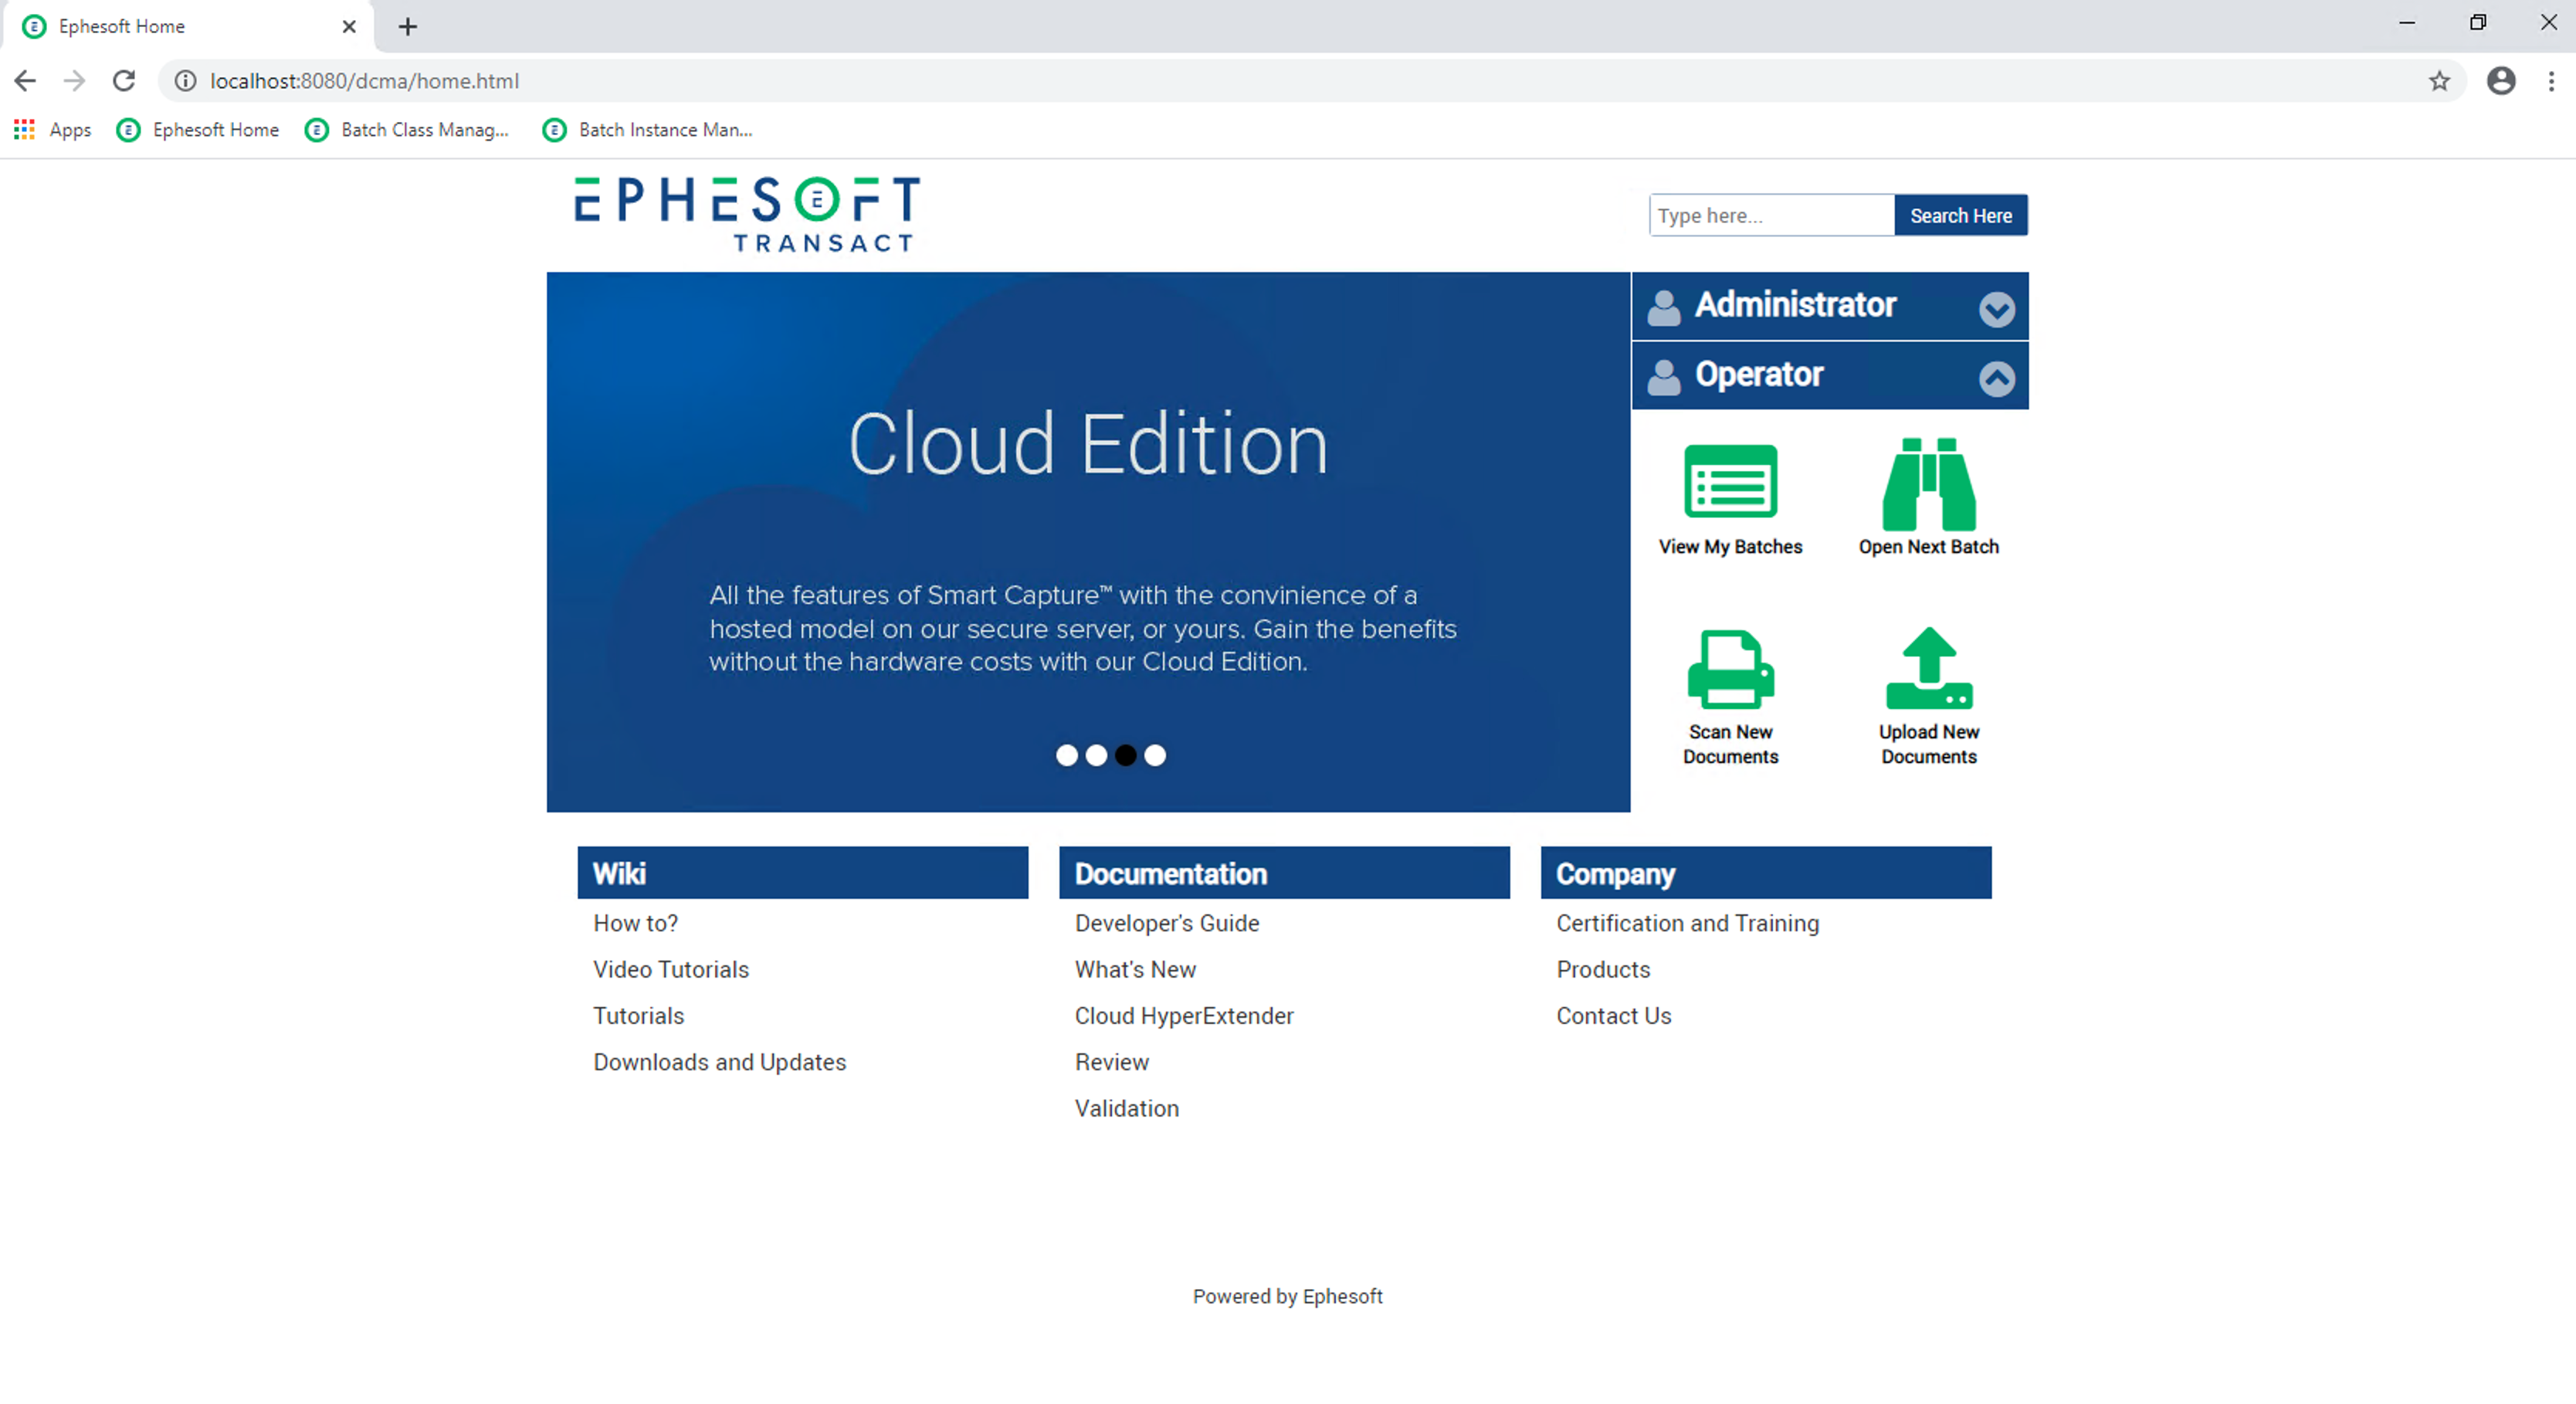 Ephesoft Home
localhost:8080/dcma/home.html
Apps
Ephesoft Home
Batch Class Manag...
Batch Instance Man...
EPHESOFT
TRANSACT
Type here...
Search Here
Cloud Edition
All the features of Smart Capture™ with the convinience of a
hosted model on our secure server, or yours. Gain the benefits
without the hardware costs with our Cloud Edition.
Administrator
Operator
View My Batches
Open Next Batch
Scan New
Documents
Upload New
Documents
Wiki
How to?
Video Tutorials
Tutorials
Downloads and Updates
Documentation
Developer's Guide
What's New
Cloud HyperExtender
Review
Validation
Company
Certification and Training
Products
Contact Us
Powered by Ephesoft